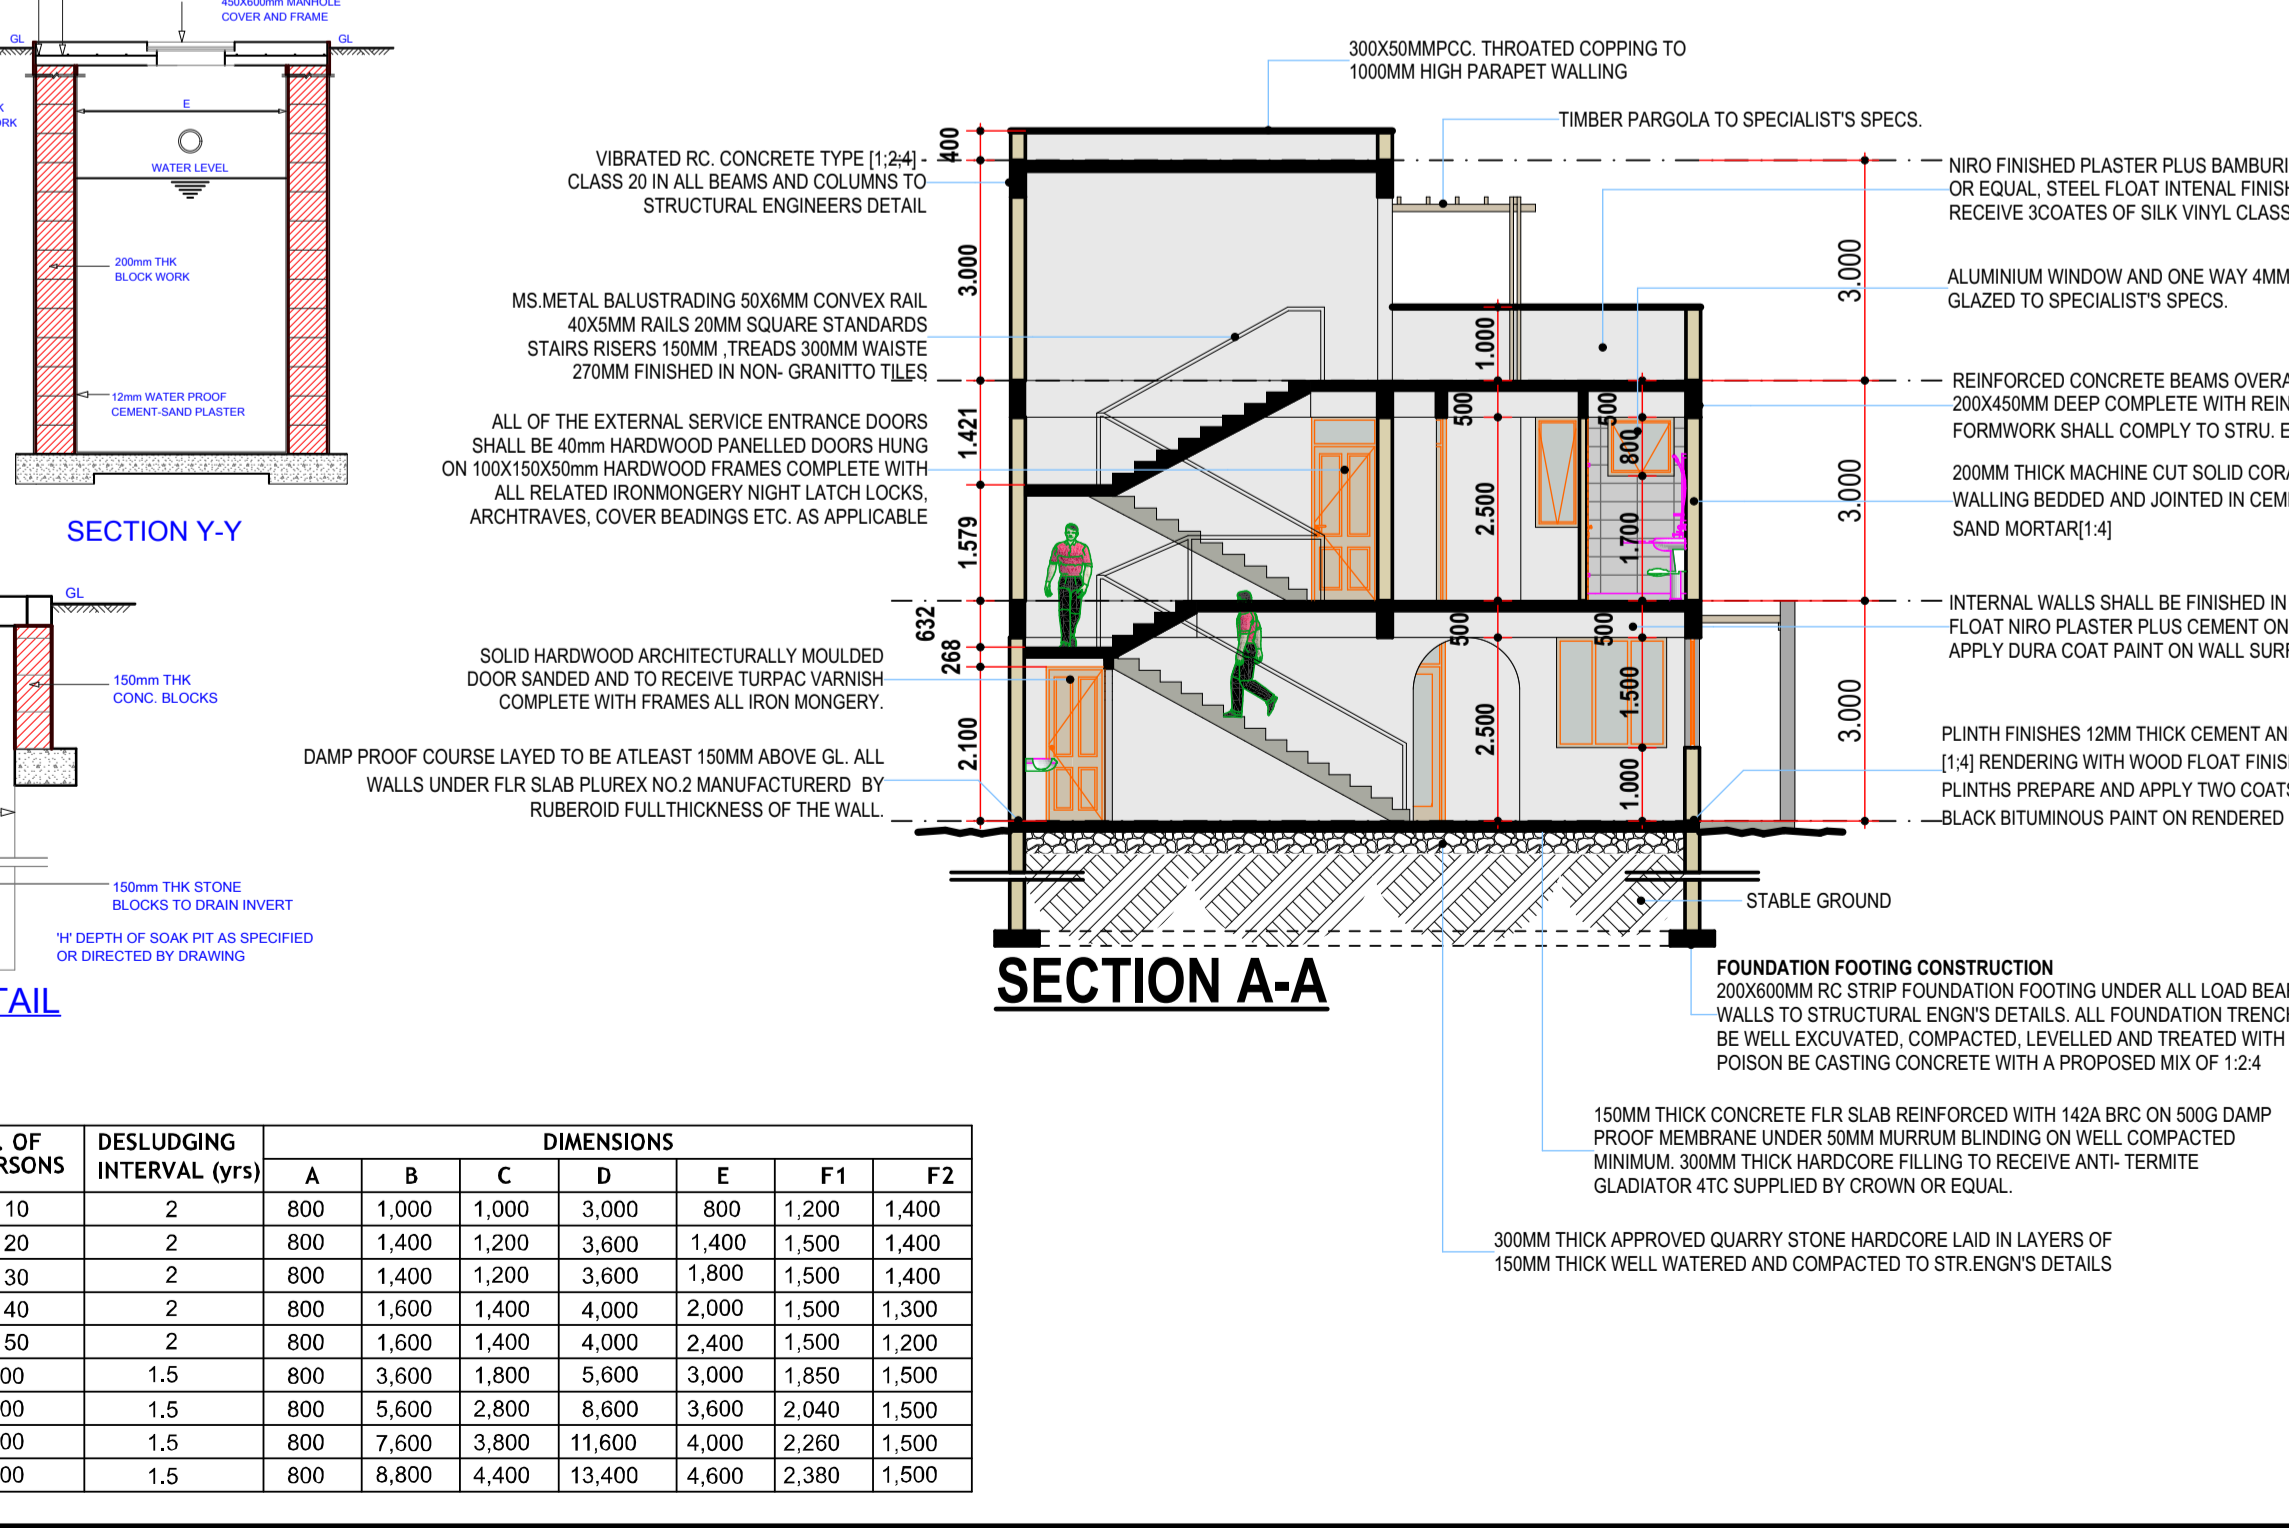 450X600mm MANHOLE
COVER AND FRAME
GL
GL
E
WATER LEVEL
200mm THK
BLOCK WORK
12mm WATER PROOF
CEMENT-SAND PLASTER
SECTION Y-Y
GL
150mm THK
CONC. BLOCKS
150mm THK STONE
BLOCKS TO DRAIN INVERT
'H' DEPTH OF SOAK PIT AS SPECIFIED
OR DIRECTED BY DRAWING
TAIL
300X50MMPCC. THROATED COPPING TO
1000MM HIGH PARAPET WALLING
TIMBER PARGOLA TO SPECIALIST'S SPECS.
VIBRATED RC. CONCRETE TYPE [1;2;4]
CLASS 20 IN ALL BEAMS AND COLUMNS TO
STRUCTURAL ENGINEERS DETAIL
MS.METAL BALUSTRADING 50X6MM CONVEX RAIL
40X5MM RAILS 20MM SQUARE STANDARDS
STAIRS RISERS 150MM ,TREADS 300MM WAISTE
270MM FINISHED IN NON- GRANITTO TILES
ALL OF THE EXTERNAL SERVICE ENTRANCE DOORS
SHALL BE 40mm HARDWOOD PANELLED DOORS HUNG
ON 100X150X50mm HARDWOOD FRAMES COMPLETE WITH
ALL RELATED IRONMONGERY NIGHT LATCH LOCKS,
ARCHTRAVES, COVER BEADINGS ETC. AS APPLICABLE
SOLID HARDWOOD ARCHITECTURALLY MOULDED
DOOR SANDED AND TO RECEIVE TURPAC VARNISH
COMPLETE WITH FRAMES ALL IRON MONGERY.
DAMP PROOF COURSE LAYED TO BE ATLEAST 150MM ABOVE GL. ALL
WALLS UNDER FLR SLAB PLUREX NO.2 MANUFACTURERD BY
RUBEROID FULLTHICKNESS OF THE WALL.
400
3.000
1.421
1.579
632
268
2.100
1.000
500
2.500
500
2.500
500
800
1.700
500
1.500
1.000
3.000
3.000
3.000
NIRO FINISHED PLASTER PLUS BAMBURI
OR EQUAL, STEEL FLOAT INTENAL FINISH
RECEIVE 3COATES OF SILK VINYL CLASS
ALUMINIUM WINDOW AND ONE WAY 4MM
GLAZED TO SPECIALIST'S SPECS.
REINFORCED CONCRETE BEAMS OVERA
200X450MM DEEP COMPLETE WITH REIN
FORMWORK SHALL COMPLY TO STRU. E
200MM THICK MACHINE CUT SOLID CORA
WALLING BEDDED AND JOINTED IN CEM
SAND MORTAR[1:4]
INTERNAL WALLS SHALL BE FINISHED IN
FLOAT NIRO PLASTER PLUS CEMENT ON
APPLY DURA COAT PAINT ON WALL SURF
PLINTH FINISHES 12MM THICK CEMENT AN
[1;4] RENDERING WITH WOOD FLOAT FINIS
PLINTHS PREPARE AND APPLY TWO COATS
BLACK BITUMINOUS PAINT ON RENDERED
STABLE GROUND
SECTION A-A
FOUNDATION FOOTING CONSTRUCTION
200X600MM RC STRIP FOUNDATION FOOTING UNDER ALL LOAD BEAR
WALLS TO STRUCTURAL ENGN'S DETAILS. ALL FOUNDATION TRENCH
BE WELL EXCUVATED, COMPACTED, LEVELLED AND TREATED WITH
POISON BE CASTING CONCRETE WITH A PROPOSED MIX OF 1:2:4
150MM THICK CONCRETE FLR SLAB REINFORCED WITH 142A BRC ON 500G DAMP
PROOF MEMBRANE UNDER 50MM MURRUM BLINDING ON WELL COMPACTED
MINIMUM. 300MM THICK HARDCORE FILLING TO RECEIVE ANTI- TERMITE
GLADIATOR 4TC SUPPLIED BY CROWN OR EQUAL.
300MM THICK APPROVED QUARRY STONE HARDCORE LAID IN LAYERS OF
150MM THICK WELL WATERED AND COMPACTED TO STR.ENGN'S DETAILS
. OF DESLUDGING DIMENSIONS
RSONS INTERVAL (yrs) A B C D E F1 F2
10 2 800 1,000 1,000 3,000 800 1,200 1,400
20 2 800 1,400 1,200 3,600 1,400 1,500 1,400
30 2 800 1,400 1,200 3,600 1,800 1,500 1,400
40 2 800 1,600 1,400 4,000 2,000 1,500 1,300
50 2 800 1,600 1,400 4,000 2,400 1,500 1,200
00 1.5 800 3,600 1,800 5,600 3,000 1,850 1,500
00 1.5 800 5,600 2,800 8,600 3,600 2,040 1,500
00 1.5 800 7,600 3,800 11,600 4,000 2,260 1,500
00 1.5 800 8,800 4,400 13,400 4,600 2,380 1,500